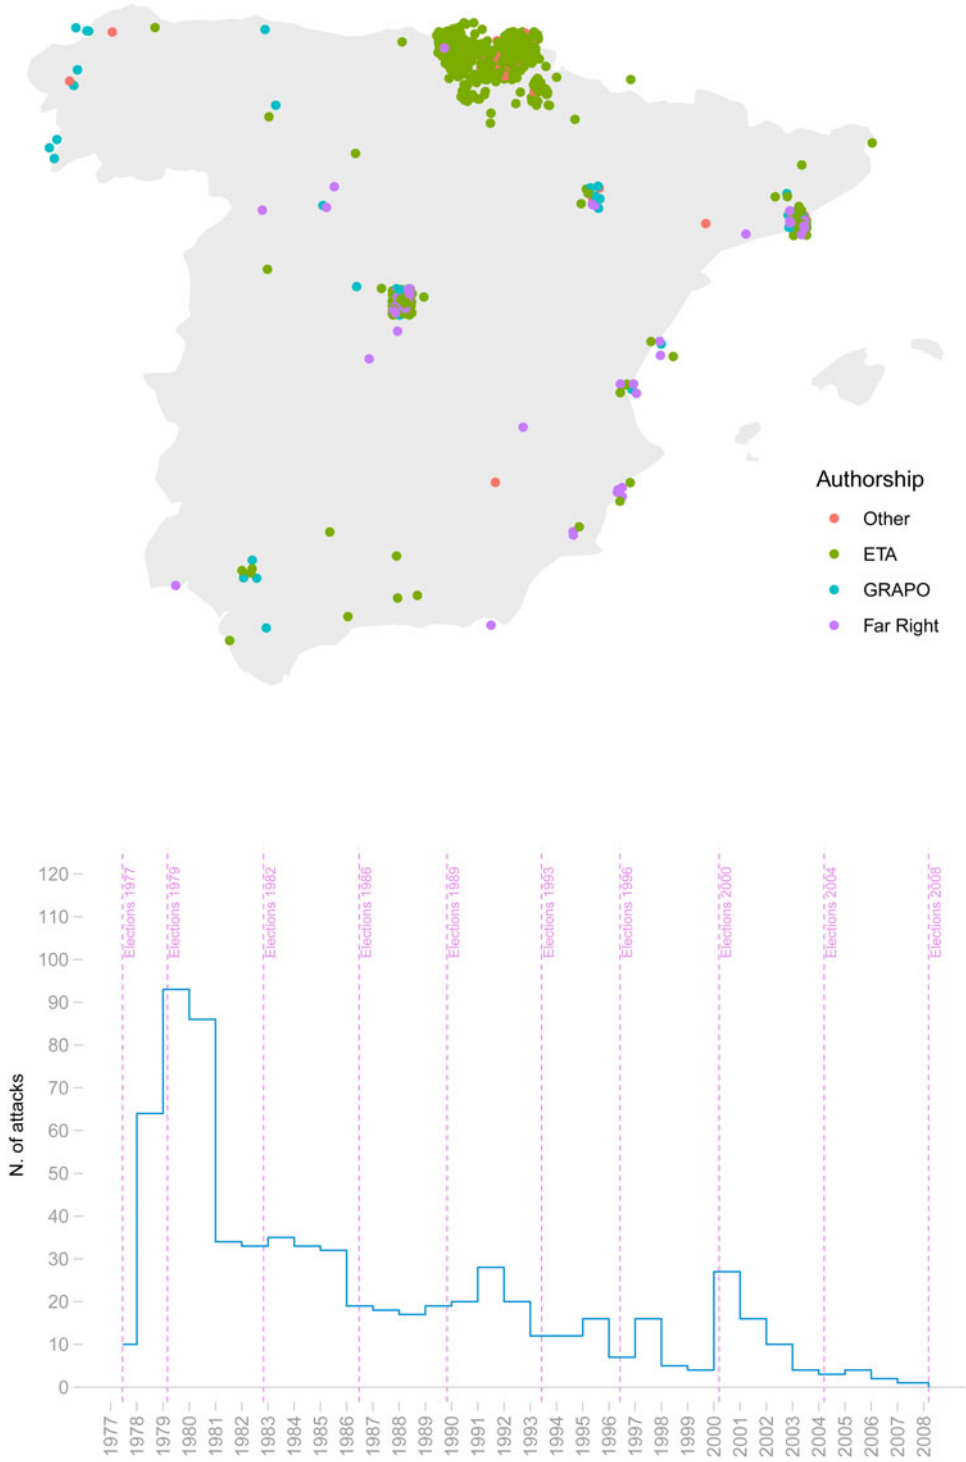 Authorship
Other
ETA
GRAPO
Far Right
Elections 1977
Elections 1979
Elections 1982
Elections 1986
Elections 1989
Elections 1993
Elections 1996
Elections 2000
Elections 2004
Elections 2008
120
110
100
90
80
70
60
50
40
30
20
10
0
N. of attacks
1977
1978
1979
1980
1981
1982
1983
1984
1985
1986
1987
1988
1989
1990
1991
1992
1993
1994
1995
1996
1997
1998
1999
2000
2001
2002
2003
2004
2005
2006
2007
2008